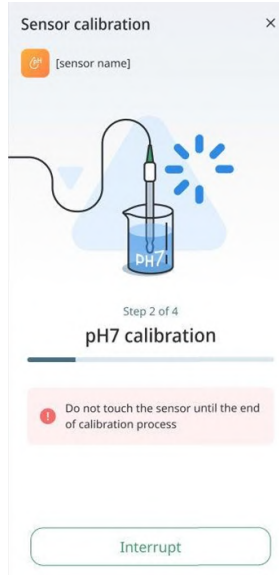 Sensor calibration
pH
[sensor name]
PH7
Step 2 of 4
pH7 calibration
Do not touch the sensor until the end
of calibration process
Interrupt